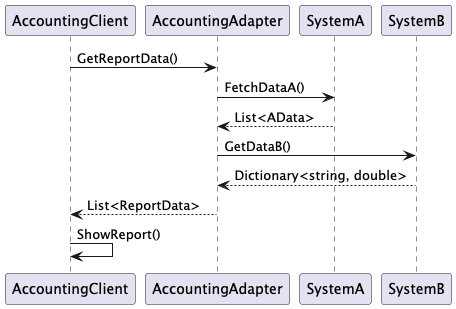 AccountingClient AccountingAdapter SystemA SystemB
GetReportData()
FetchDataA()
List<AData>
GetDataB()
Dictionary<string, double>
List<ReportData>
ShowReport()
AccountingClient AccountingAdapter SystemA SystemB